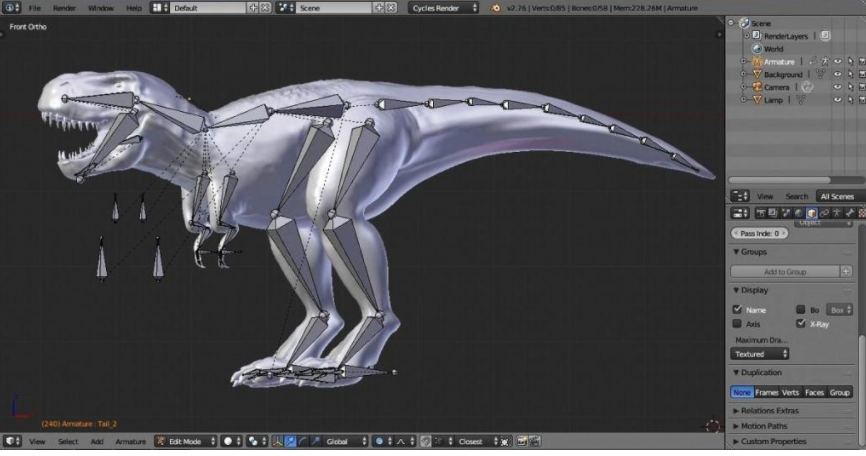 File Render Window Help Default Scene Cycles Render v2.76 | Verts:0/85 | Bones:0/58 | Mem:228.26M | Armature
Front Ortho
Scene
RenderLayers
World
Armature
Background
Camera
Lamp
View Search All Scenes
Object
Pass Inde: 0
Groups
Add to Group
Display
Name Bo Box
Axis X-Ray
Maximum Dra...
Textured
Duplication
None Frames Verts Faces Group
Relations Extras
Motion Paths
Custom Properties
(240) Armature : Tail_2
View Select Add Armature Edit Mode Global Closest